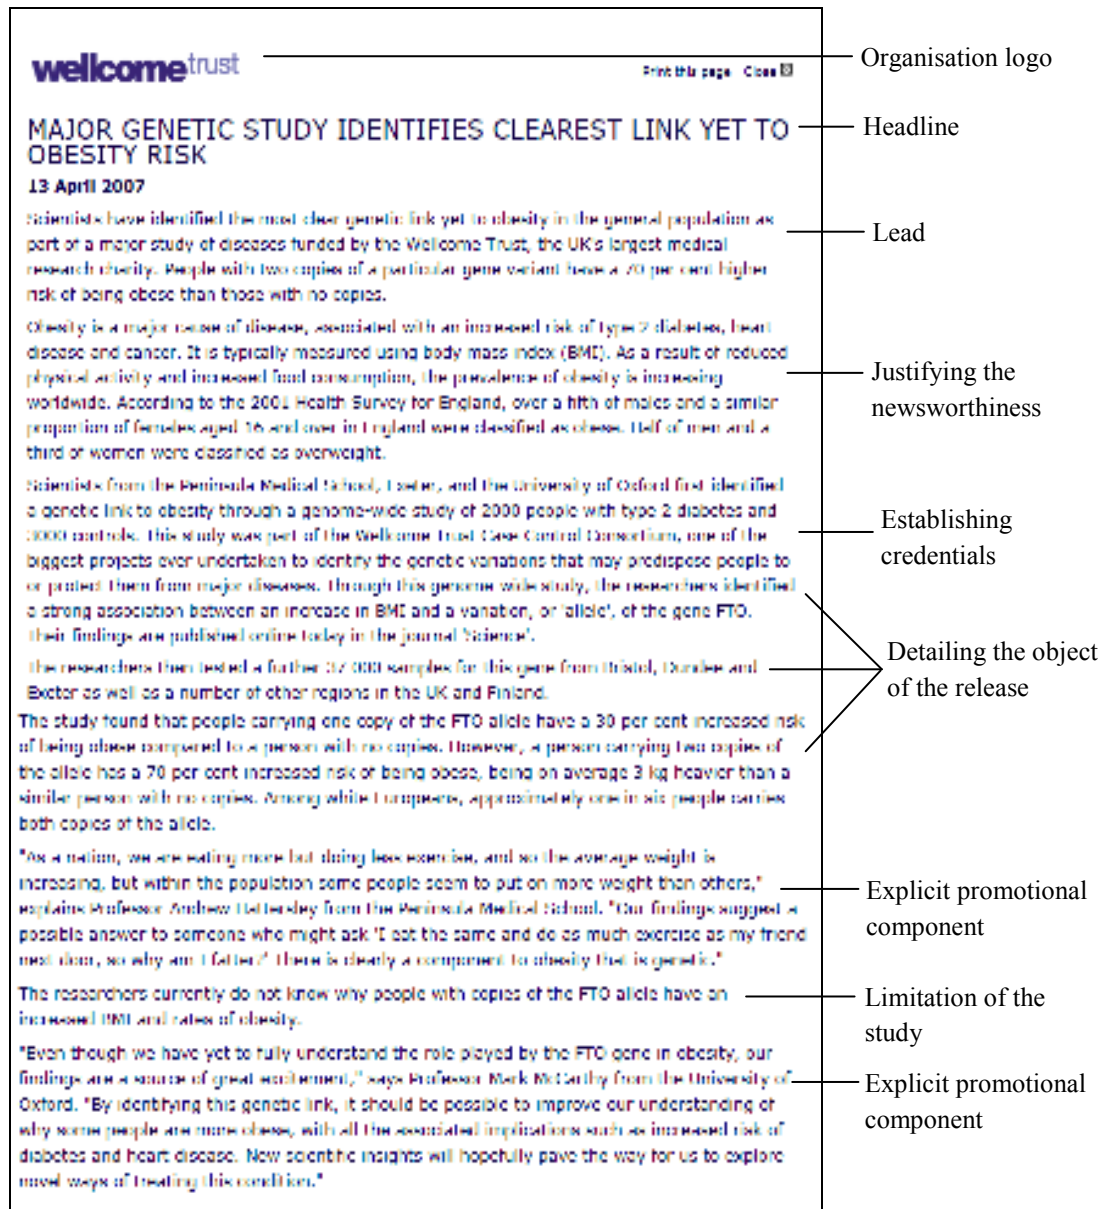 wellcometrust
Organisation logo
Print this page Close
MAJOR GENETIC STUDY IDENTIFIES CLEAREST LINK YET TO
Headline
OBESITY RISK
13 April 2007
Scientists have identified the most clear genetic link yet to obesity in the general population as
part of a major study of diseases funded by the Wellcome Trust, the UK's largest medical
Lead
research charity. People with two copies of a particular gene variant have a 70 per cent higher
risk of being obese than those with no copies.
Obesity is a major cause of disease, associated with an increased risk of type 2 diabetes, heart
disease and cancer. It is typically measured using body mass index (BMI). As a result of reduced
physical activity and increased food consumption, the prevalence of obesity is increasing
Justifying the
newsworthiness
worldwide. According to the 2001 Health Survey for England, over a fifth of males and a similar
proportion of females aged 16 and over in England were classified as obese. Half of men and a
third of women were classified as overweight.
Scientists from the Peninsula Medical School, Exeter, and the University of Oxford first identified
a genetic link to obesity through a genome-wide study of 2000 people with type 2 diabetes and
3000 controls. This study was part of the Wellcome Trust Case Control Consortium, one of the
Establishing
credentials
biggest projects ever undertaken to identify the genetic variations that may predispose people to
or protect them from major diseases. Through this genome-wide study, the researchers identified
a strong association between an increase in BMI and a variation, or 'allele', of the gene FTO.
Their findings are published online today in the journal 'Science'.
The researchers then tested a further 37 000 samples for this gene from Bristol, Dundee and
Exeter as well as a number of other regions in the UK and Finland.
Detailing the object
of the release
The study found that people carrying one copy of the FTO allele have a 30 per cent increased risk
of being obese compared to a person with no copies. However, a person carrying two copies of
the allele has a 70 per cent increased risk of being obese, being on average 3 kg heavier than a
similar person with no copies. Among white Europeans, approximately one in six people carries
both copies of the allele.
"As a nation, we are eating more but doing less exercise, and so the average weight is
increasing, but within the population some people seem to put on more weight than others,"
Explicit promotional
component
explains Professor Andrew Hattersley from the Peninsula Medical School. "Our findings suggest a
possible answer to someone who might ask 'I eat the same and do as much exercise as my friend
next door, so why am I fatter?' There is clearly a component to obesity that is genetic."
The researchers currently do not know why people with copies of the FTO allele have an
increased BMI and rates of obesity.
Limitation of the
study
"Even though we have yet to fully understand the role played by the FTO gene in obesity, our
findings are a source of great excitement," says Professor Mark McCarthy from the University of
Explicit promotional
component
Oxford. "By identifying this genetic link, it should be possible to improve our understanding of
why some people are more obese, with all the associated implications such as increased risk of
diabetes and heart disease. New scientific insights will hopefully pave the way for us to explore
novel ways of treating this condition."